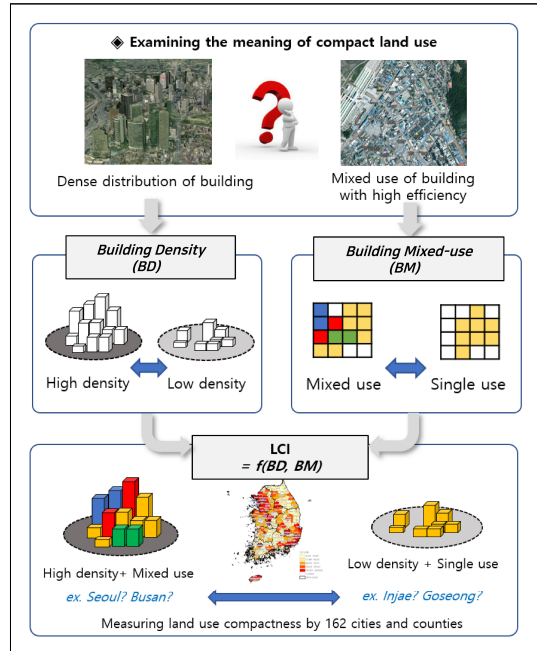 ◈ Examining the meaning of compact land use
Dense distribution of building
Mixed use of building
with high efficiency
Building Density
(BD)
Building Mixed-use
(BM)
High density
Low density
Mixed use
Single use
LCI
= f(BD, BM)
High density+ Mixed use
Low density + Single use
ex. Seoul? Busan?
ex. Injae? Goseong?
Measuring land use compactness by 162 cities and counties